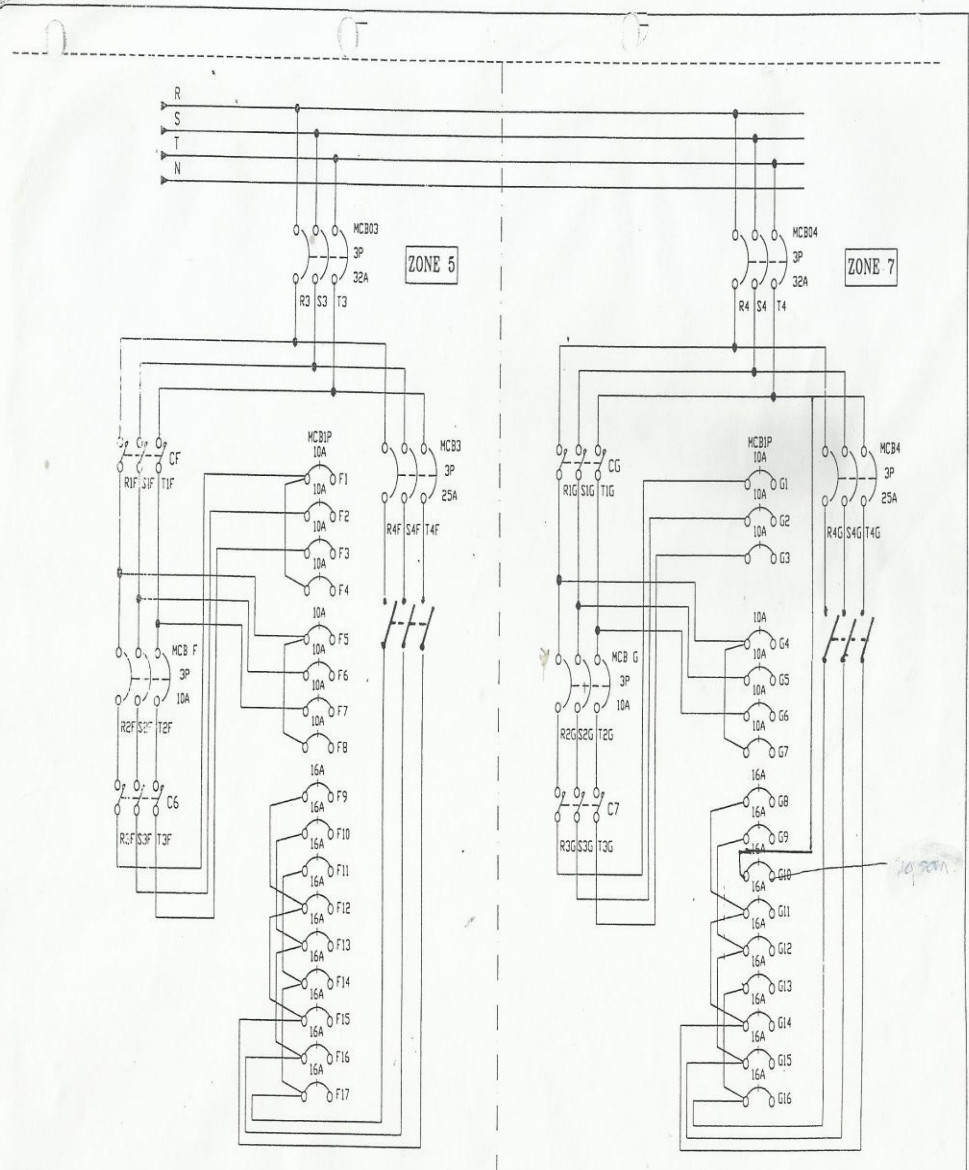 R
S
T
N
MCB03
3P
32A
ZONE 5
R3 S3 T3
CF
R1F S1F T1F
MCB1P
10A
F1
10A
F2
10A
F3
10A
F4
10A
F5
10A
F6
10A
F7
10A
F8
16A
F9
16A
F10
16A
F11
16A
F12
16A
F13
16A
F14
16A
F15
16A
F16
16A
F17
MCB3
3P
25A
R4F S4F T4F
MCB F
3P
10A
R2F S2F T2F
C6
R3F S3F T3F
MCB04
3P
32A
ZONE 7
R4 S4 T4
CG
R1G S1G T1G
MCB1P
10A
G1
10A
G2
10A
G3
10A
G4
10A
G5
10A
G6
10A
G7
16A
G8
16A
G9
16A
G10
16A
G11
16A
G12
16A
G13
16A
G14
16A
G15
16A
G16
MCB4
3P
25A
R4G S4G T4G
MCB G
3P
10A
R2G S2G T2G
C7
R3G S3G T3G